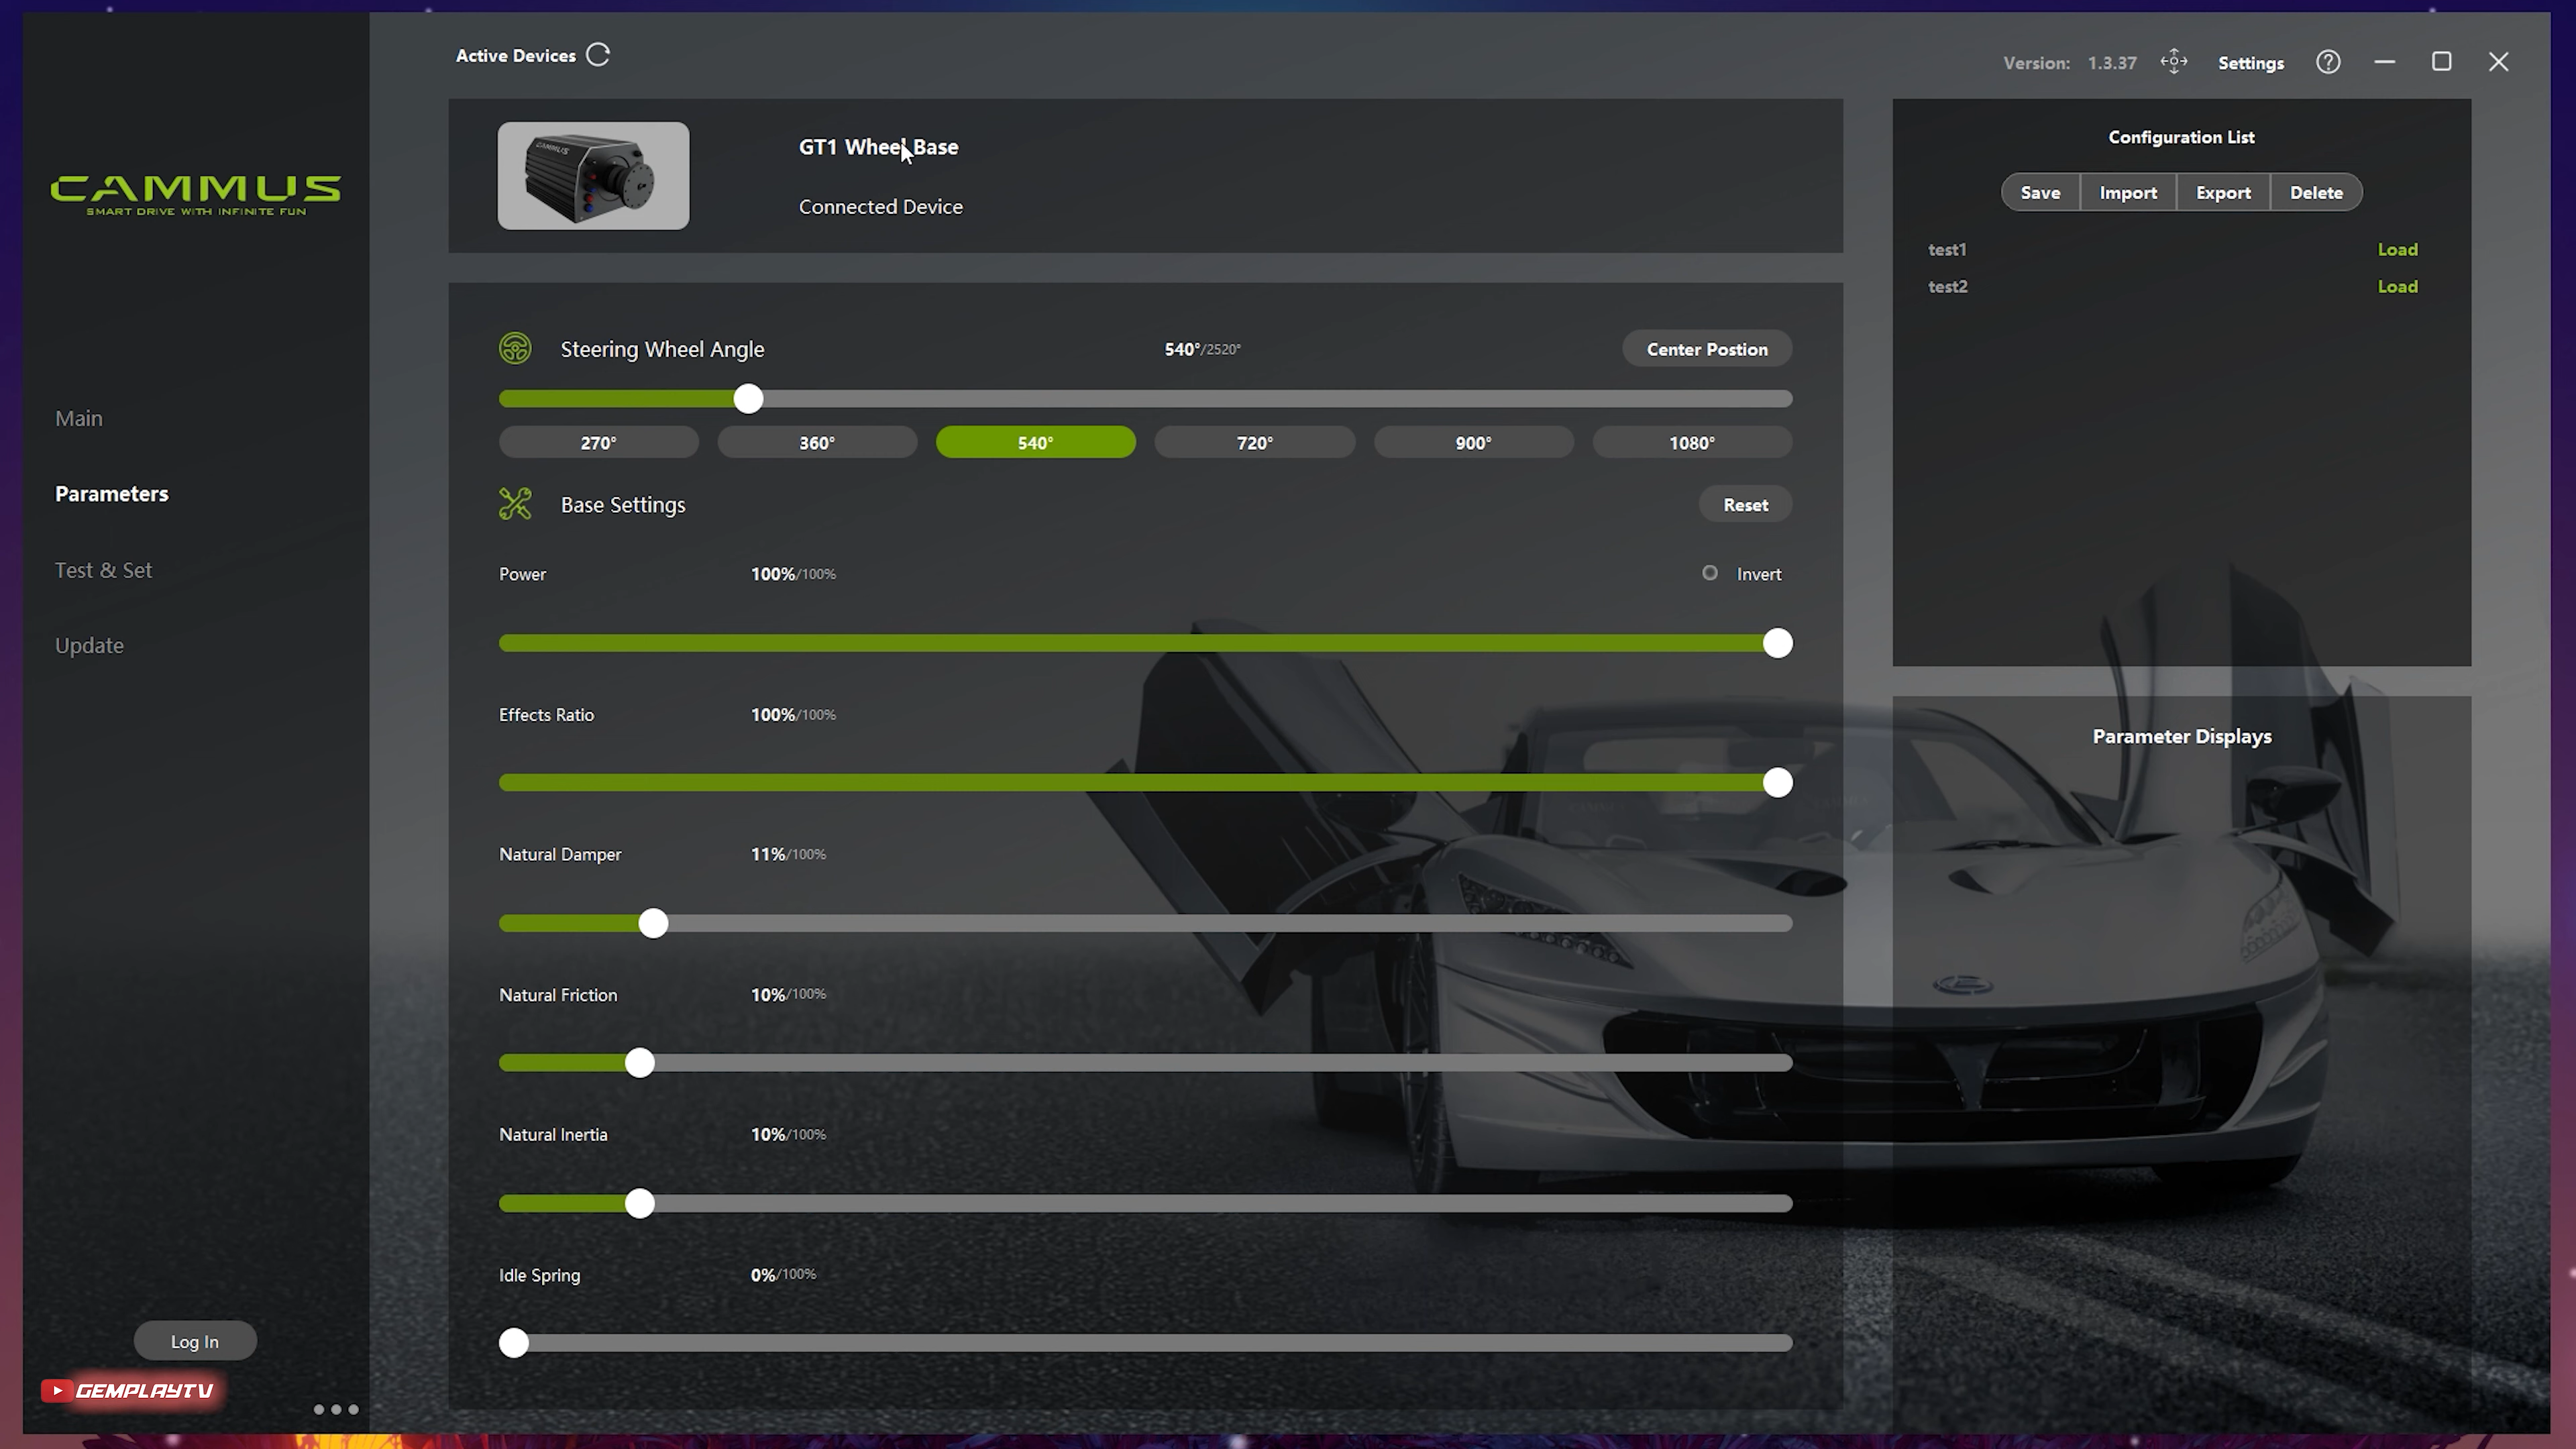 Active Devices
Version: 1.3.37 Settings
CAMMUS
SMART DRIVE WITH INFINITE FUN
Main
Parameters
Test & Set
Update
Log In
GEMPLAYTV
CAMMUS
GT1 Wheel Base
Connected Device
Steering Wheel Angle 540°/2520° Center Postion
270° 360° 540° 720° 900° 1080°
Base Settings Reset
Power 100%/100% Invert
Effects Ratio 100%/100%
Natural Damper 11%/100%
Natural Friction 10%/100%
Natural Inertia 10%/100%
Idle Spring 0%/100%
Configuration List
Save Import Export Delete
test1 Load
test2 Load
Parameter Displays